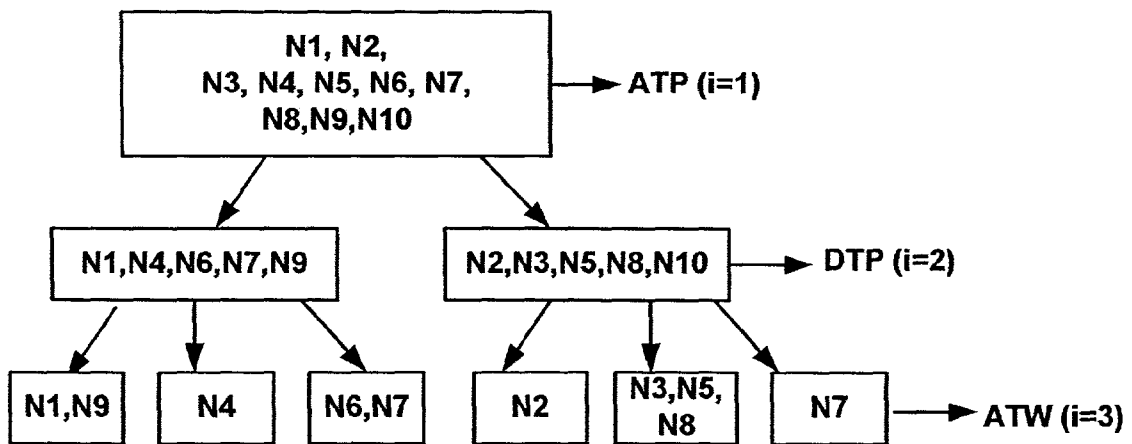 N1, N2,
N3, N4, N5, N6, N7,
N8,N9,N10
ATP (i=1)
N1,N4,N6,N7,N9
N2,N3,N5,N8,N10
DTP (i=2)
N1,N9
N4
N6,N7
N2
N3,N5,
N8
N7
ATW (i=3)